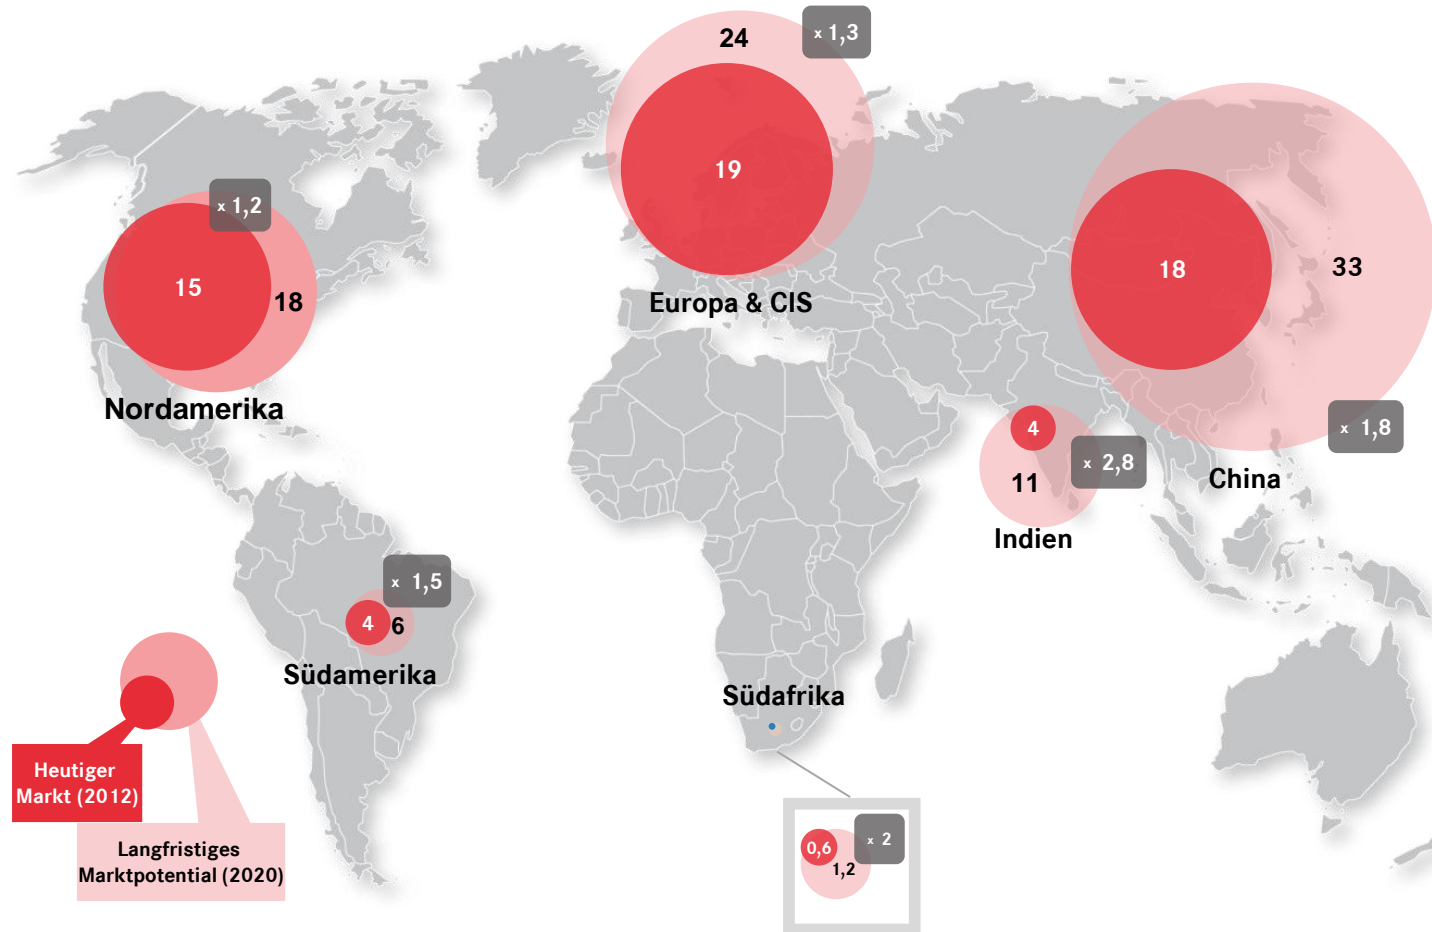 24
x 1,3
19
Europa & CIS
x 1,2
15
18
Nordamerika
18
33
x 1,8
China
4
x 2,8
11
Indien
x 1,5
4
6
Südamerika
Südafrika
x 2
0,6
1,2
Heutiger
Markt (2012)
Langfristiges
Marktpotential (2020)